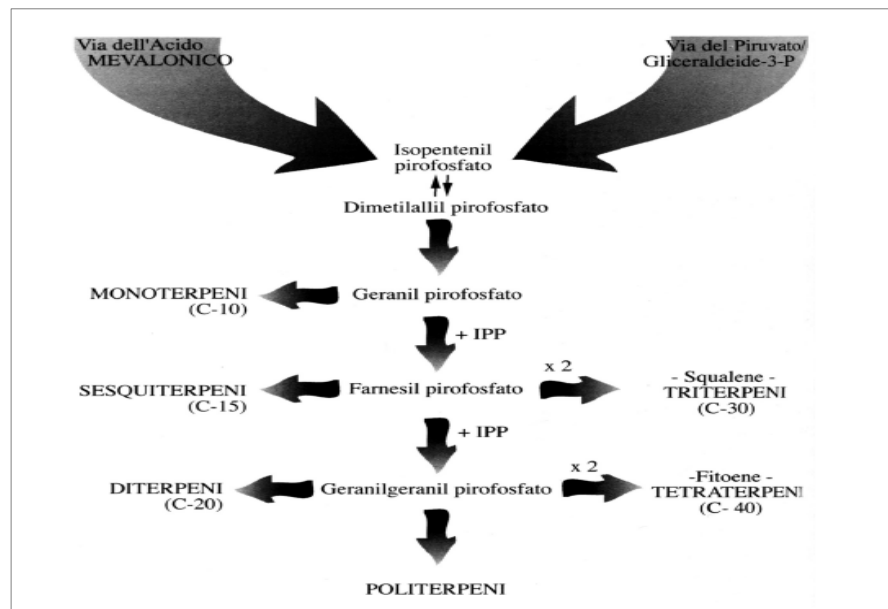 Via dell'Acido
MEVALONICO
Via del Piruvato/
Gliceraldeide-3-P
Isopentenil
pirofosfato
Dimetilallil pirofosfato
MONOTERPENI
(C-10)
Geranil pirofosfato
+ IPP
SESQUITERPENI
(C-15)
Farnesil pirofosfato
x 2
- Squalene -
TRITERPENI
(C-30)
+ IPP
DITERPENI
(C-20)
Geranilgeranil pirofosfato
x 2
-Fitoene -
TETRATERPENI
(C- 40)
POLITERPENI